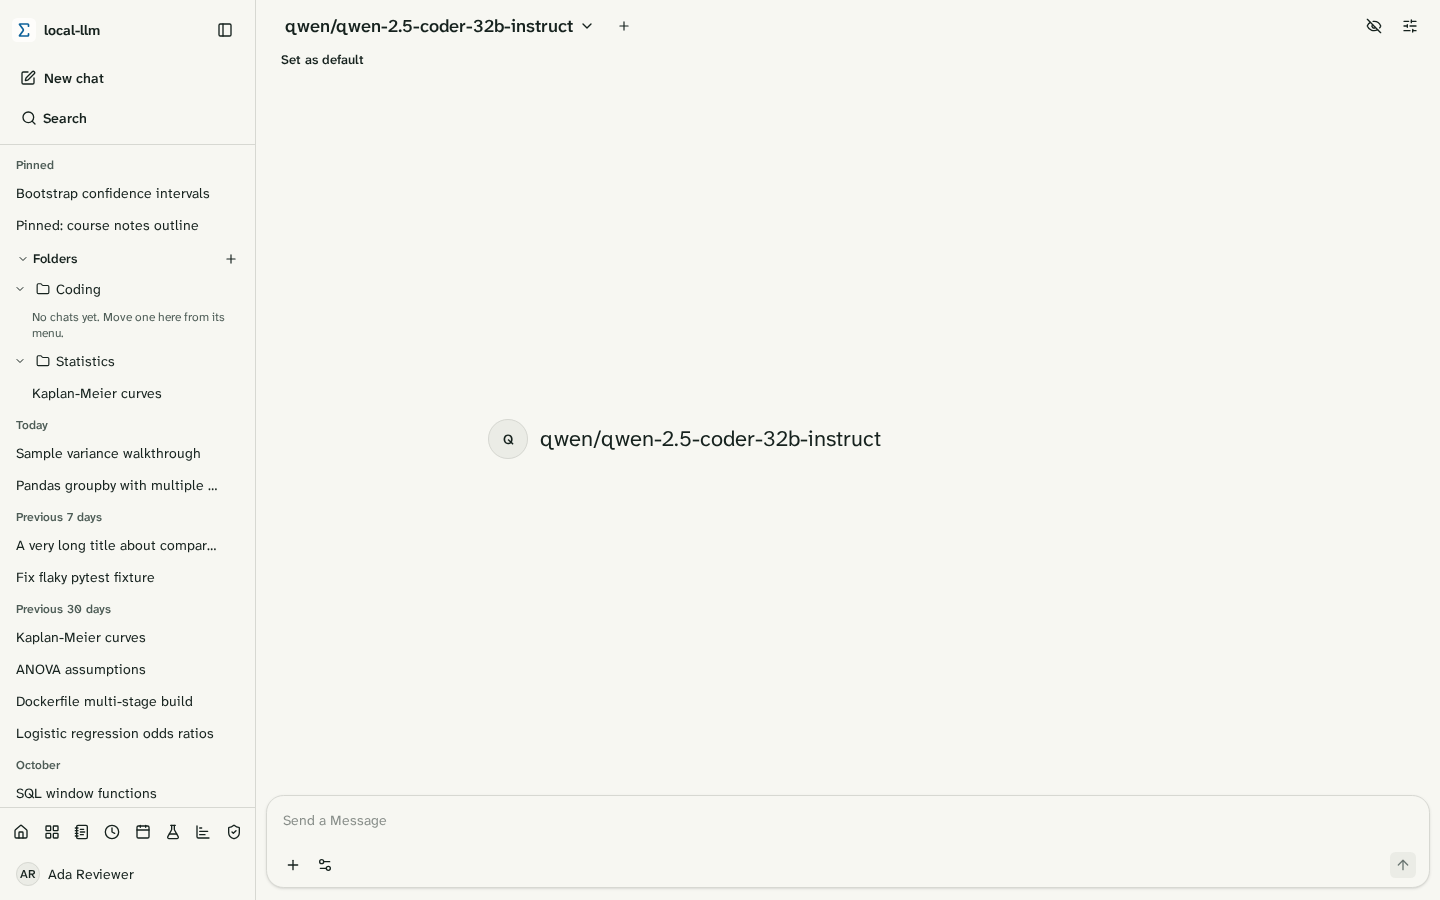 local-llm
New chat
Search
Pinned
Bootstrap confidence intervals
Pinned: course notes outline
Folders
Coding
No chats yet. Move one here from its
menu.
Statistics
Kaplan-Meier curves
Today
Sample variance walkthrough
Pandas groupby with multiple ...
Previous 7 days
A very long title about compar...
Fix flaky pytest fixture
Previous 30 days
Kaplan-Meier curves
ANOVA assumptions
Dockerfile multi-stage build
Logistic regression odds ratios
October
SQL window functions
AR Ada Reviewer
qwen/qwen-2.5-coder-32b-instruct
Set as default
Q qwen/qwen-2.5-coder-32b-instruct
Send a Message